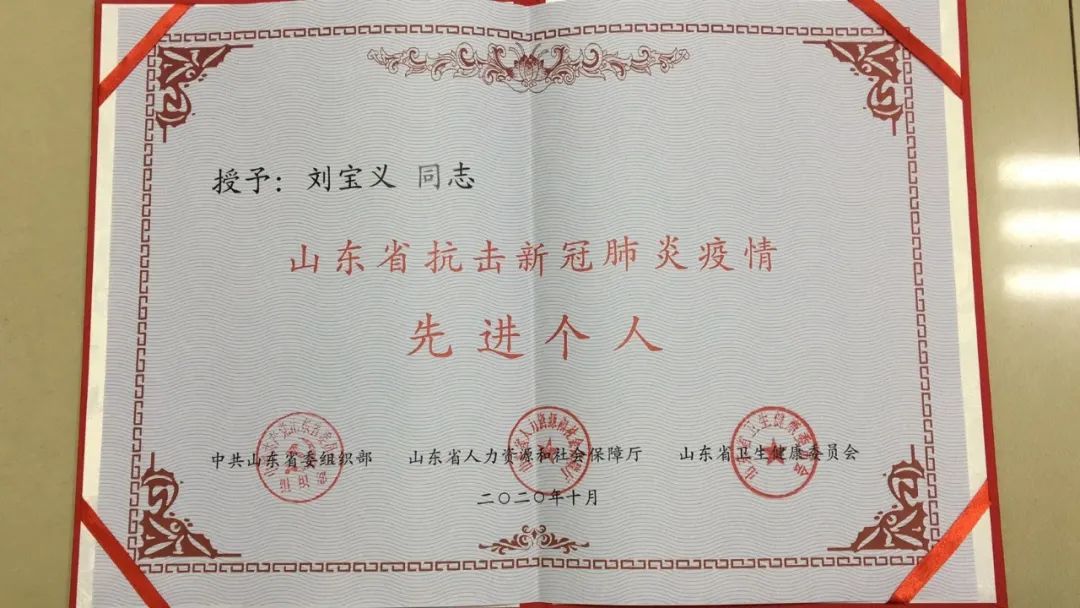 授予：刘宝义 同志
山东省抗击新冠肺炎疫情
先进个人
中共山东省委组织部 山东省人力资源和社会保障厅 山东省卫生健康委员会
二〇二〇年十月